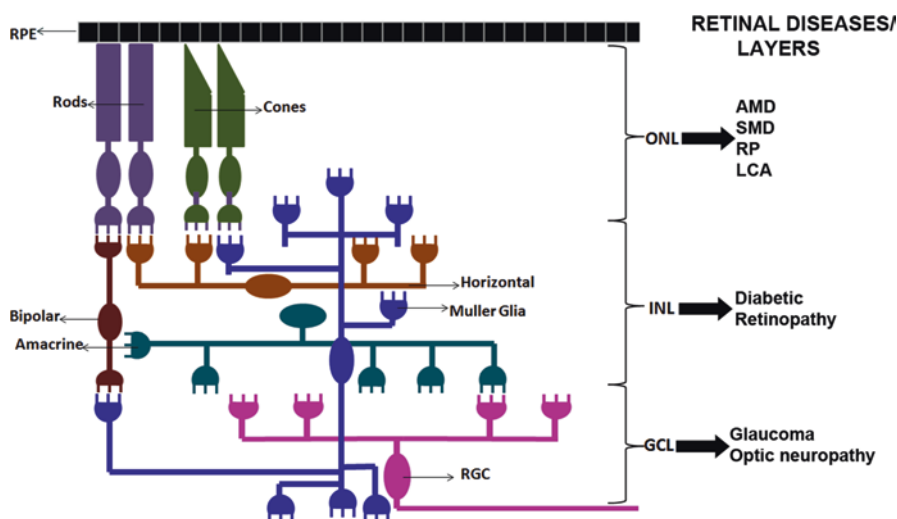 RETINAL DISEASES/
LAYERS
RPE
Rods
Cones
ONL
AMD
SMD
RP
LCA
Horizontal
Muller Glia
Bipolar
Amacrine
INL
Diabetic
Retinopathy
RGC
GCL
Glaucoma
Optic neuropathy